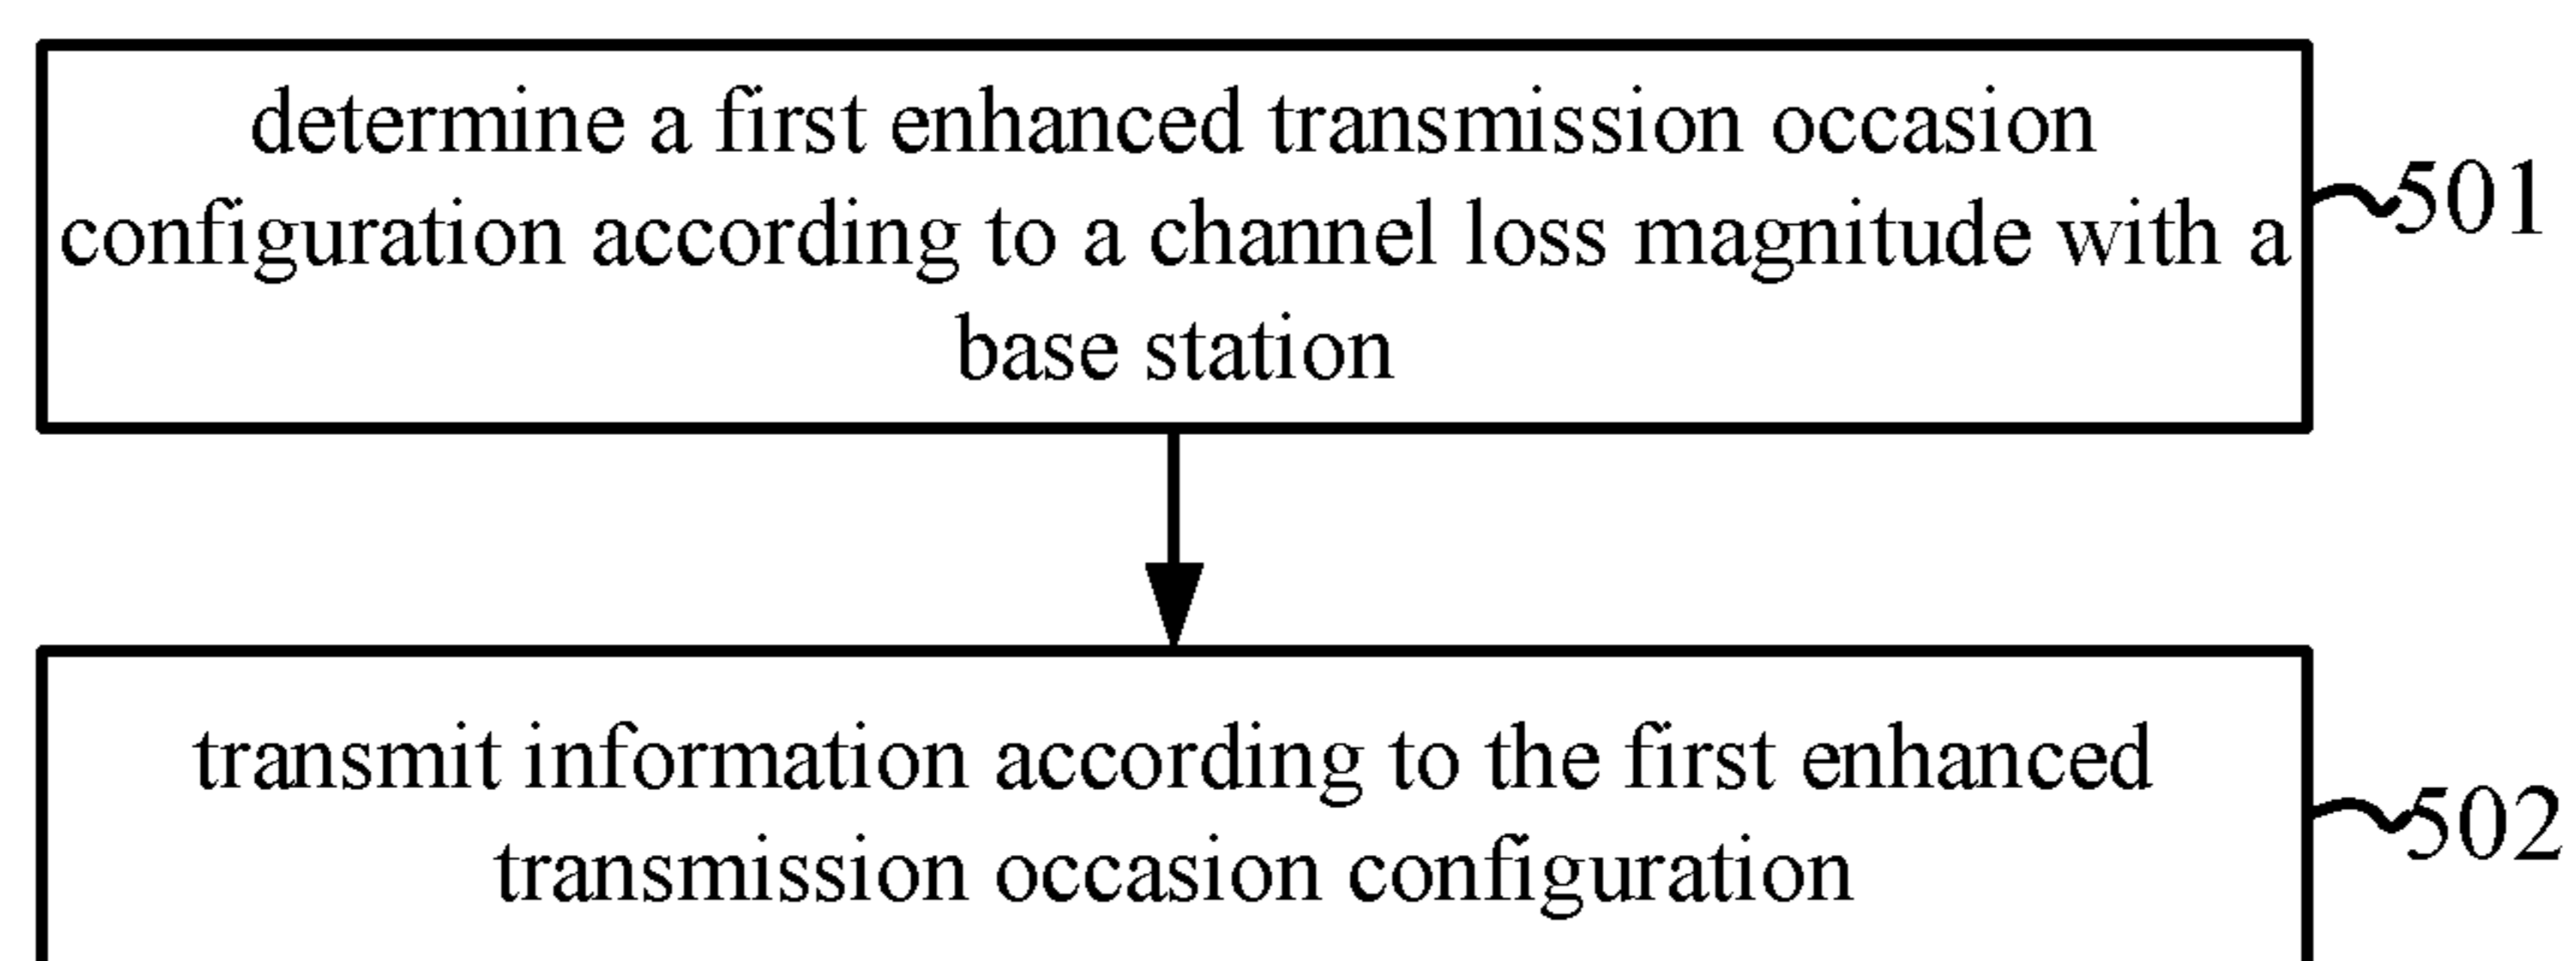 determine a first enhanced transmission occasion
configuration according to a channel loss magnitude with a
base station
501
transmit information according to the first enhanced
transmission occasion configuration
502